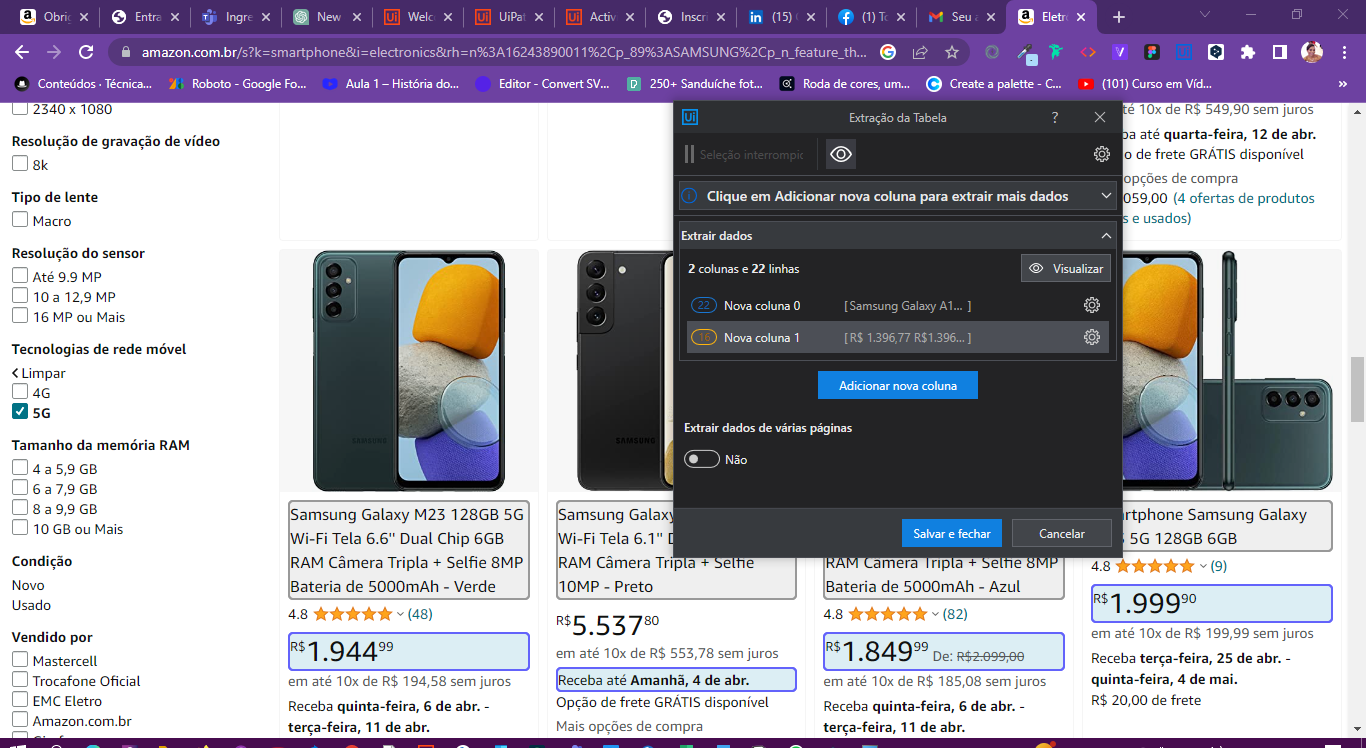 Obrig
Entra
Ingre
New
Welc
UiPat
Activ
Inscri
(15)
(1) To
Seu a
Eletr
amazon.com.br/s?k=smartphone&i=electronics&rh=n%3A16243890011%2Cp_89%3ASAMSUNG%2Cp_n_feature_th...
Conteúdos · Técnica...
Roboto - Google Fo...
Aula 1 – História do...
Editor - Convert SV...
250+ Sanduíche fot...
Roda de cores, um...
Create a palette - C...
(101) Curso em Víd...
»
2340 x 1080
Resolução de gravação de vídeo
8k
Tipo de lente
Macro
Resolução do sensor
Até 9.9 MP
10 a 12,9 MP
16 MP ou Mais
Tecnologias de rede móvel
Limpar
4G
5G
Tamanho da memória RAM
4 a 5,9 GB
6 a 7,9 GB
8 a 9,9 GB
10 GB ou Mais
Condição
Novo
Usado
Vendido por
Mastercell
Trocafone Oficial
EMC Eletro
Amazon.com.br
SAMSUNG
Samsung Galaxy M23 128GB 5G
Wi-Fi Tela 6.6" Dual Chip 6GB
RAM Câmera Tripla + Selfie 8MP
Bateria de 5000mAh - Verde
4.8
(48)
R$1.944 99
em até 10x de R$ 194,58 sem juros
Receba quinta-feira, 6 de abr. -
terça-feira, 11 de abr.
SAMSUNG
Samsung Galaxy
Wi-Fi Tela 6.1"
RAM Câmera Tripla + Selfie
10MP - Preto
R$5.537 80
em até 10x de R$ 553,78 sem juros
Receba até Amanhã, 4 de abr.
Opção de frete GRÁTIS disponível
Mais opções de compra
RAM Câmera Tripla + Selfie 8MP
Bateria de 5000mAh - Azul
4.8
(82)
R$1.849 99 De: R$2.099,00
em até 10x de R$ 185,08 sem juros
Receba quinta-feira, 6 de abr. -
terça-feira, 11 de abr.
té 10x de R$ 549,90 sem juros
ba até quarta-feira, 12 de abr.
o de frete GRÁTIS disponível
opções de compra
059,00 (4 ofertas de produtos
s e usados)
rtphone Samsung Galaxy
5G 128GB 6GB
4.8
(9)
R$1.999 90
em até 10x de R$ 199,99 sem juros
Receba terça-feira, 25 de abr. -
quinta-feira, 4 de mai.
R$ 20,00 de frete
Ui
Extração da Tabela
?
Seleção interrompic
Clique em Adicionar nova coluna para extrair mais dados
Extrair dados
2 colunas e 22 linhas
Visualizar
22 Nova coluna 0 [ Samsung Galaxy A1... ]
16 Nova coluna 1 [ R$ 1.396,77 R$1.396... ]
Adicionar nova coluna
Extrair dados de várias páginas
Não
Salvar e fechar
Cancelar